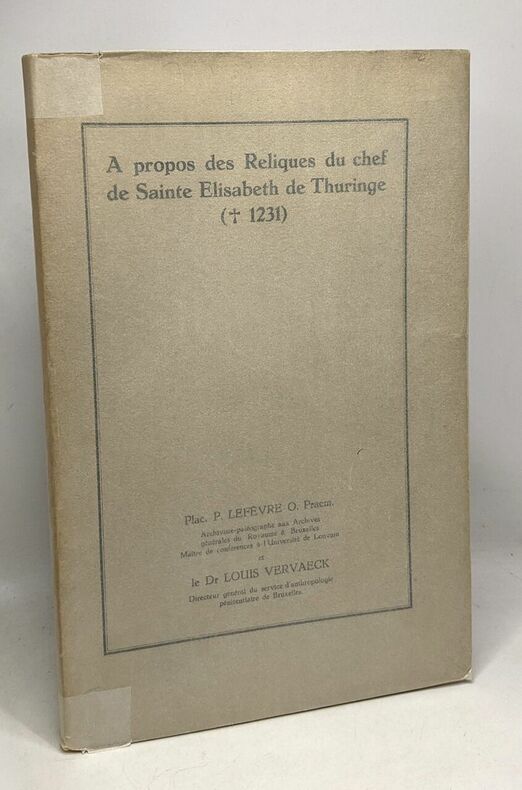 A propos des Reliques du chef
de Sainte Elisabeth de Thuringe
(† 1231)
Plac. P. LEFÈVRE O. Praem.
Archiviste-paléographe aux Archives
générales du Royaume à Bruxelles
Maître de conférences à l'Université de Louvain
et
le Dr LOUIS VERVAECK
Directeur général du service d'anthropologie
pénitentiaire de Bruxelles.